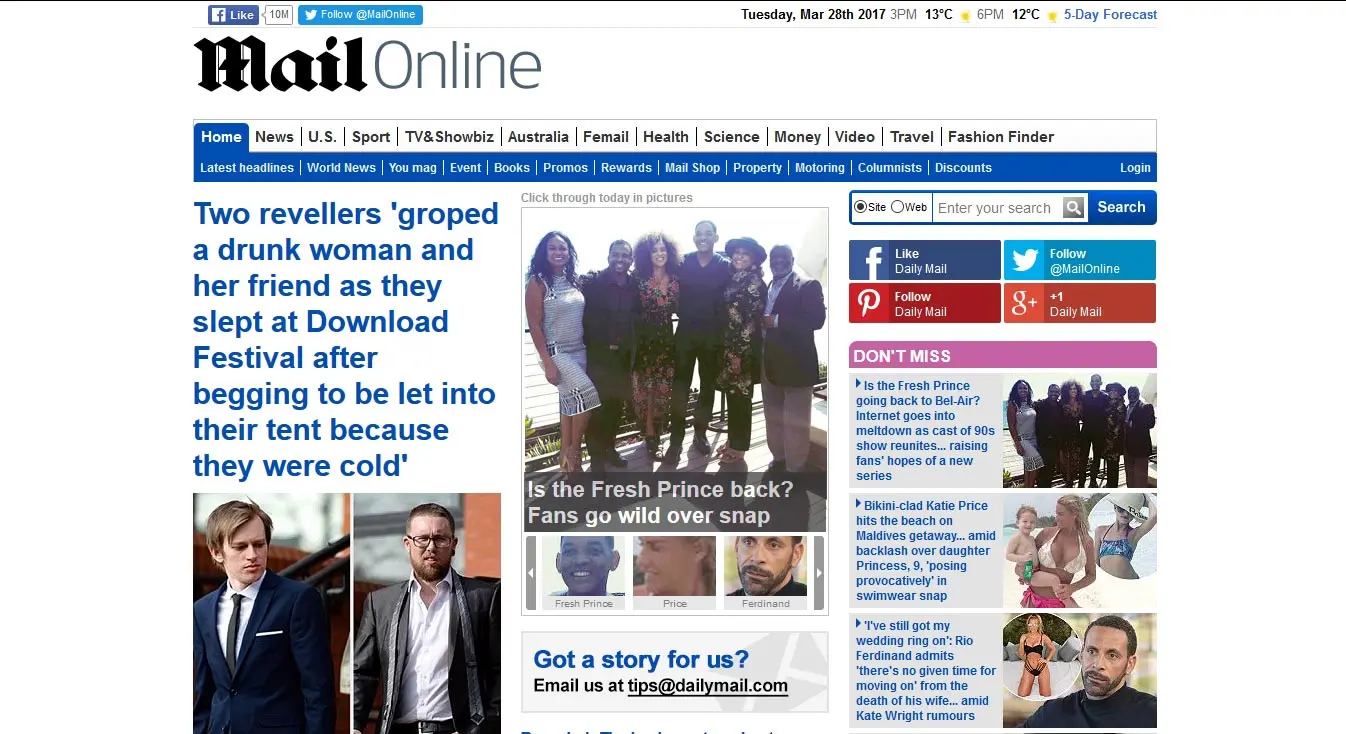 Like 10M Follow @MailOnline
Tuesday, Mar 28th 2017 3PM 13°C 6PM 12°C 5-Day Forecast
Mail Online
Home News U.S. Sport TV&Showbiz Australia Femail Health Science Money Video Travel Fashion Finder
Latest headlines World News You mag Event Books Promos Rewards Mail Shop Property Motoring Columnists Discounts Login
Two revellers 'groped
a drunk woman and
her friend as they
slept at Download
Festival after
begging to be let into
their tent because
they were cold'
Click through today in pictures
Is the Fresh Prince back?
Fans go wild over snap
Fresh Prince Price Ferdinand
Got a story for us?
Email us at tips@dailymail.com
Site Web Enter your search Search
Like
Daily Mail
Follow
@MailOnline
Follow
Daily Mail
+1
Daily Mail
DON'T MISS
Is the Fresh Prince
going back to Bel-Air?
Internet goes into
meltdown as cast of 90s
show reunites... raising
fans' hopes of a new
series
Bikini-clad Katie Price
hits the beach on
Maldives getaway... amid
backlash over daughter
Princess, 9, 'posing
provocatively' in
swimwear snap
'I've still got my
wedding ring on': Rio
Ferdinand admits
'there's no given time for
moving on' from the
death of his wife... amid
Kate Wright rumours